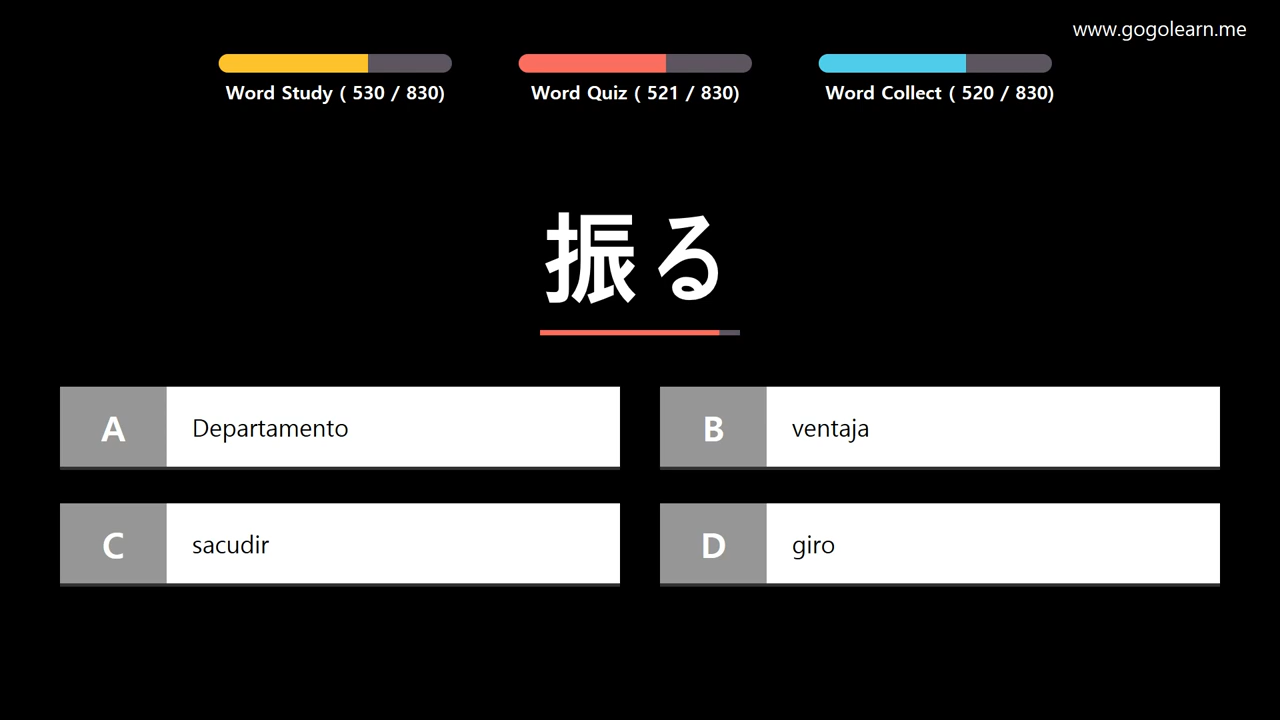 www.gogolearn.me
Word Study ( 530 / 830)
Word Quiz ( 521 / 830)
Word Collect ( 520 / 830)
振る
A
Departamento
B
ventaja
C
sacudir
D
giro